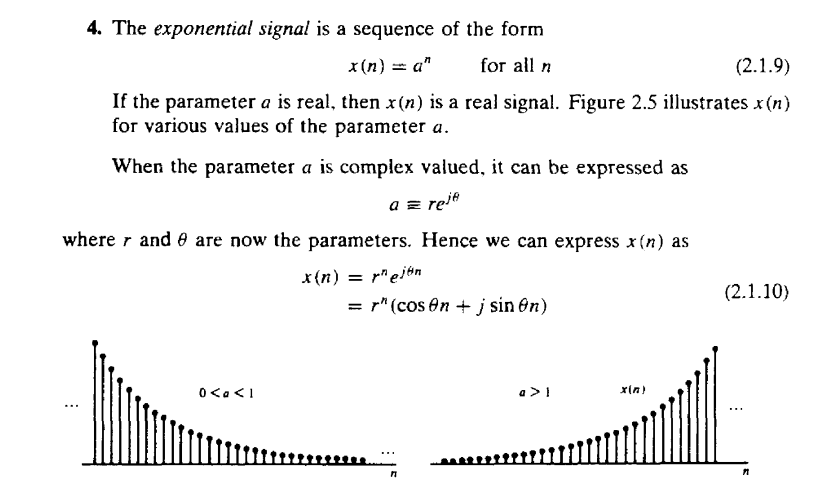 4. The exponential signal is a sequence of the form
x(n) = aⁿ for all n (2.1.9)
If the parameter a is real, then x(n) is a real signal. Figure 2.5 illustrates x(n)
for various values of the parameter a.
When the parameter a is complex valued, it can be expressed as
a ≡ re^{jθ}
where r and θ are now the parameters. Hence we can express x(n) as
x(n) = rⁿe^{jθn}
= rⁿ(cos θn + j sin θn) (2.1.10)
0 < a < 1
a > 1
x(n)
...
...
...
n
n